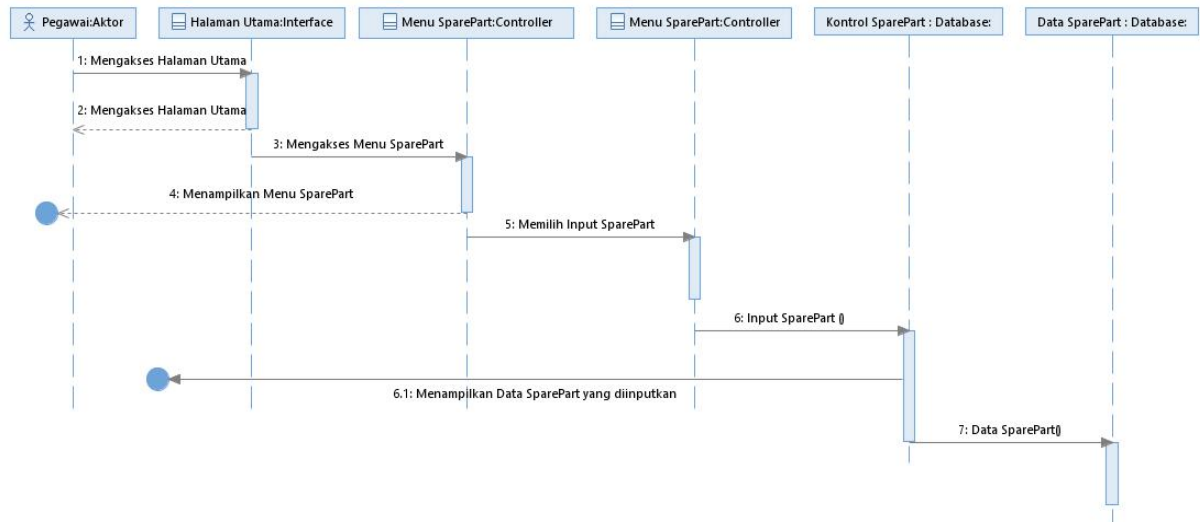 Pegawai:Aktor
Halaman Utama:Interface
Menu SparePart:Controller
Menu SparePart:Controller
Kontrol SparePart : Database:
Data SparePart : Database:
1: Mengakses Halaman Utama
2: Mengakses Halaman Utama
3: Mengakses Menu SparePart
4: Menampilkan Menu SparePart
5: Memilih Input SparePart
6: Input SparePart ()
6.1: Menampilkan Data SparePart yang diinputkan
7: Data SparePart()